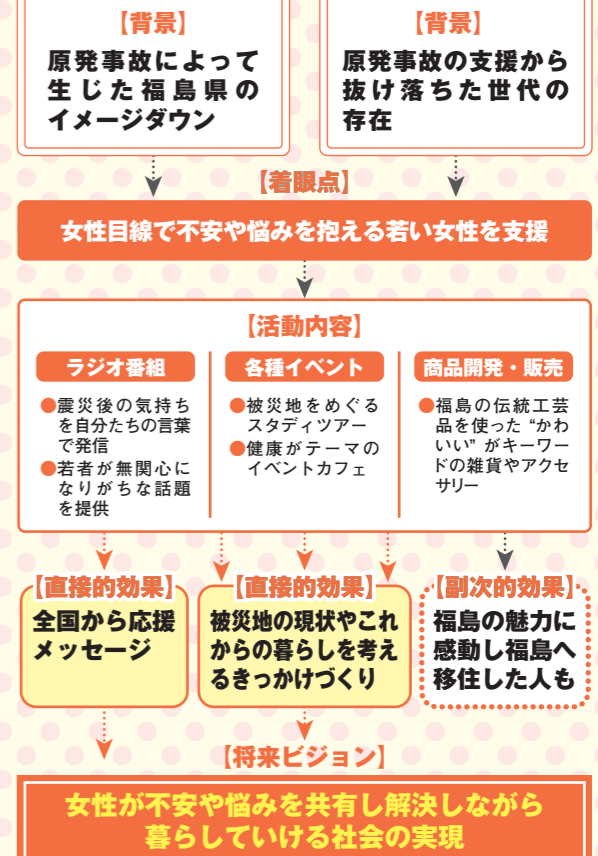 【背景】
原発事故によって
生じた福島県の
イメージダウン
【背景】
原発事故の支援から
抜け落ちた世代の
存在
【着眼点】
女性目線で不安や悩みを抱える若い女性を支援
【活動内容】
ラジオ番組
●震災後の気持ち
を自分たちの言葉
で発信
●若者が無関心に
なりがちな話題
を提供
各種イベント
●被災地をめぐる
スタディツアー
●健康がテーマの
イベントカフェ
商品開発・販売
●福島の伝統工芸
品を使った“かわ
いい”がキーワー
ドの雑貨やアクセ
サリー
【直接的効果】
全国から応援
メッセージ
【直接的効果】
被災地の現状やこれ
からの暮らしを考え
るきっかけづくり
【副次的効果】
福島の魅力に
感動し福島へ
移住した人も
【将来ビジョン】
女性が不安や悩みを共有し解決しながら
暮らしていける社会の実現